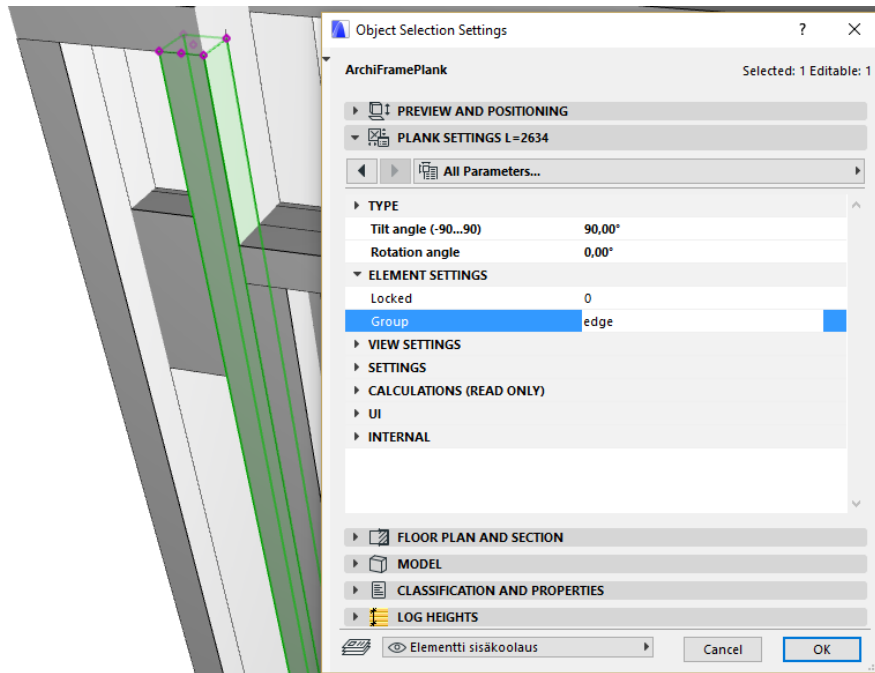 Object Selection Settings
?
ArchiFramePlank
Selected: 1 Editable: 1
PREVIEW AND POSITIONING
PLANK SETTINGS L=2634
All Parameters...
TYPE
Tilt angle (-90...90) 90,00°
Rotation angle 0,00°
ELEMENT SETTINGS
Locked 0
Group edge
VIEW SETTINGS
SETTINGS
CALCULATIONS (READ ONLY)
UI
INTERNAL
FLOOR PLAN AND SECTION
MODEL
CLASSIFICATION AND PROPERTIES
LOG HEIGHTS
Elementti sisäkoolaus
Cancel
OK